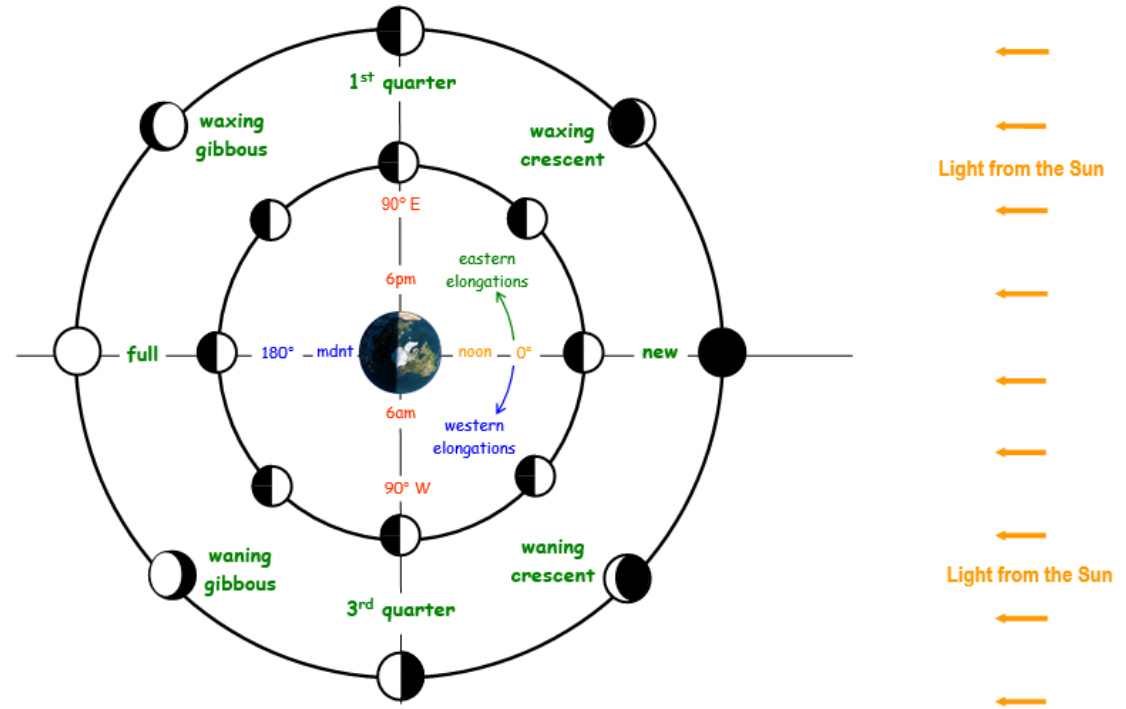 1st quarter
waxing
gibbous
waxing
crescent
Light from the Sun
90° E
eastern
elongations
6pm
full
180°
mdnt
noon
0°
new
6am
western
elongations
90° W
waning
gibbous
waning
crescent
Light from the Sun
3rd quarter